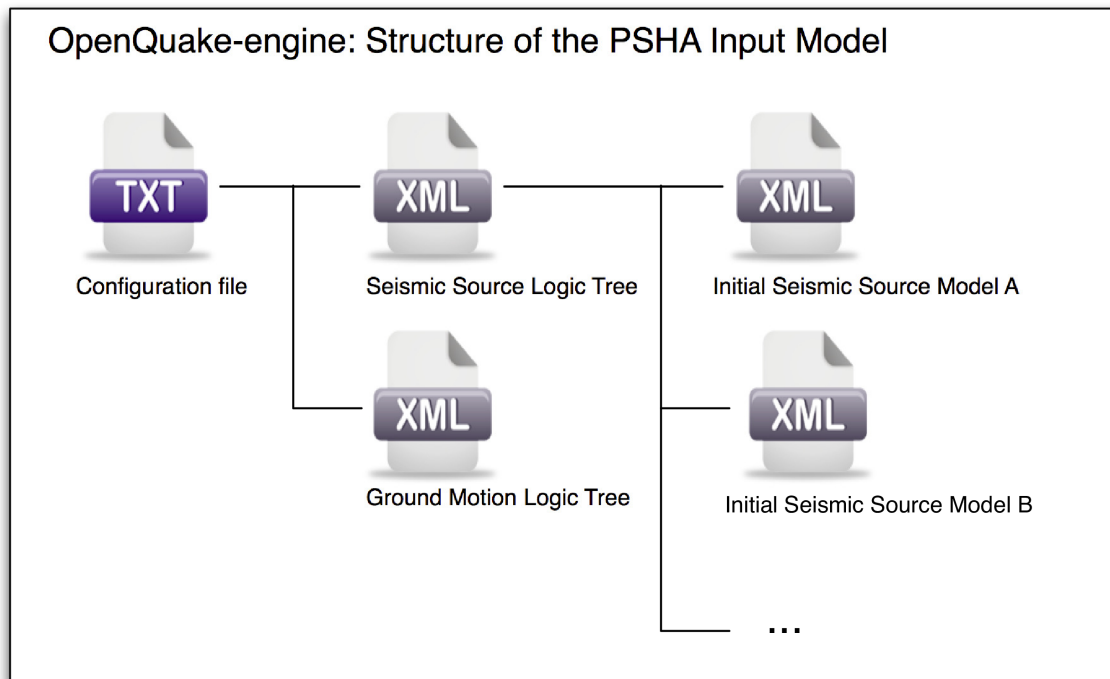 OpenQuake-engine: Structure of the PSHA Input Model
TXT
XML
XML
Configuration file
Seismic Source Logic Tree
Initial Seismic Source Model A
XML
XML
Ground Motion Logic Tree
Initial Seismic Source Model B
...